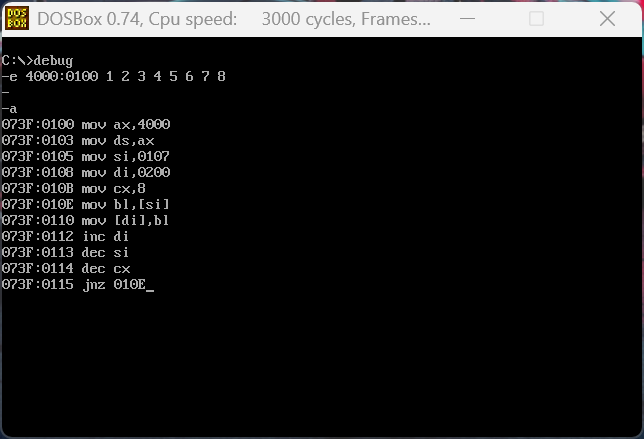 DOS
BOX
DOSBox 0.74, Cpu speed: 3000 cycles, Frames...
C:\>debug
-e 4000:0100 1 2 3 4 5 6 7 8
-
-a
073F:0100 mov ax,4000
073F:0103 mov ds,ax
073F:0105 mov si,0107
073F:0108 mov di,0200
073F:010B mov cx,8
073F:010E mov bl,[si]
073F:0110 mov [di],bl
073F:0112 inc di
073F:0113 dec si
073F:0114 dec cx
073F:0115 jnz 010E_